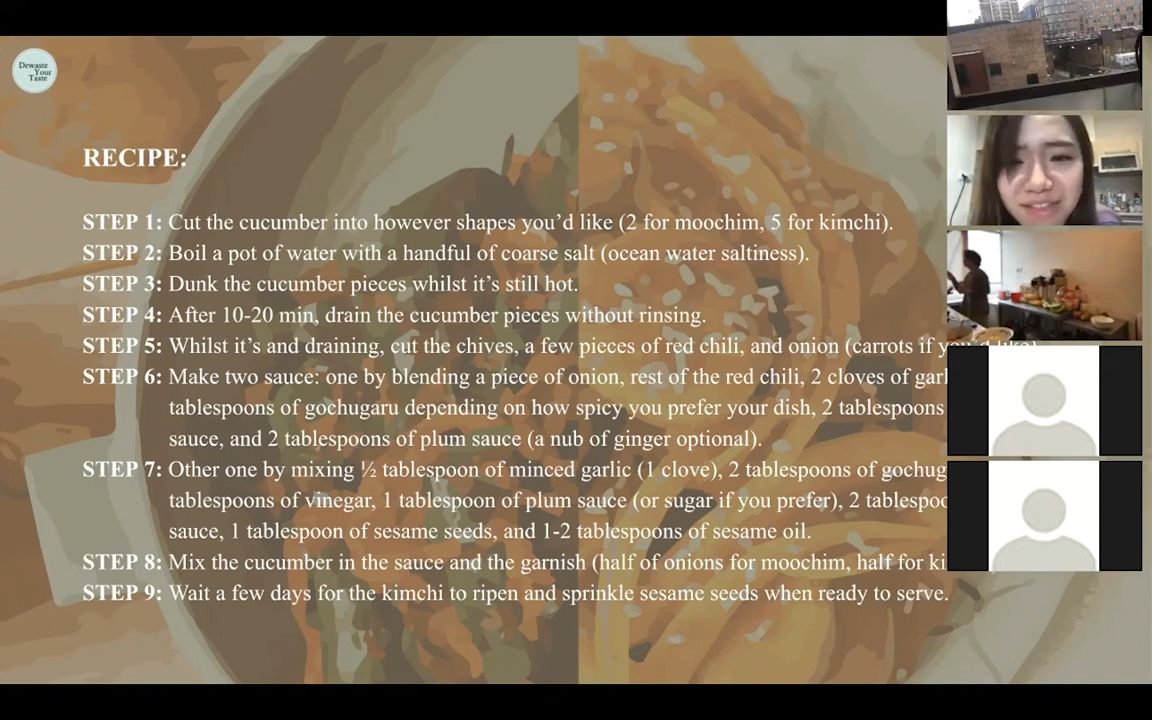 Dewaste
Your
Taste
RECIPE:
STEP 1: Cut the cucumber into however shapes you’d like (2 for moochim, 5 for kimchi).
STEP 2: Boil a pot of water with a handful of coarse salt (ocean water saltiness).
STEP 3: Dunk the cucumber pieces whilst it’s still hot.
STEP 4: After 10-20 min, drain the cucumber pieces without rinsing.
STEP 5: Whilst it’s and draining, cut the chives, a few pieces of red chili, and onion (carrots if you’d like)
STEP 6: Make two sauce: one by blending a piece of onion, rest of the red chili, 2 cloves of garl
tablespoons of gochugaru depending on how spicy you prefer your dish, 2 tablespoons
sauce, and 2 tablespoons of plum sauce (a nub of ginger optional).
STEP 7: Other one by mixing ½ tablespoon of minced garlic (1 clove), 2 tablespoons of gochug
tablespoons of vinegar, 1 tablespoon of plum sauce (or sugar if you prefer), 2 tablespoo
sauce, 1 tablespoon of sesame seeds, and 1-2 tablespoons of sesame oil.
STEP 8: Mix the cucumber in the sauce and the garnish (half of onions for moochim, half for ki
STEP 9: Wait a few days for the kimchi to ripen and sprinkle sesame seeds when ready to serve.